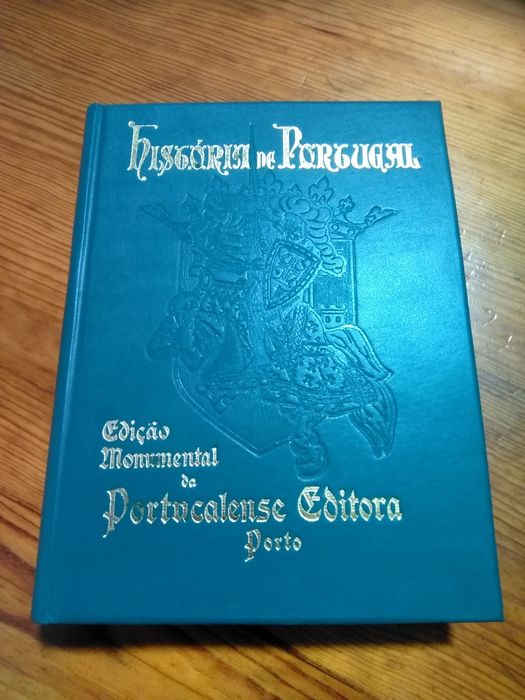 História de Portugal
Edição
Monumental
da
Portucalense Editora
Porto